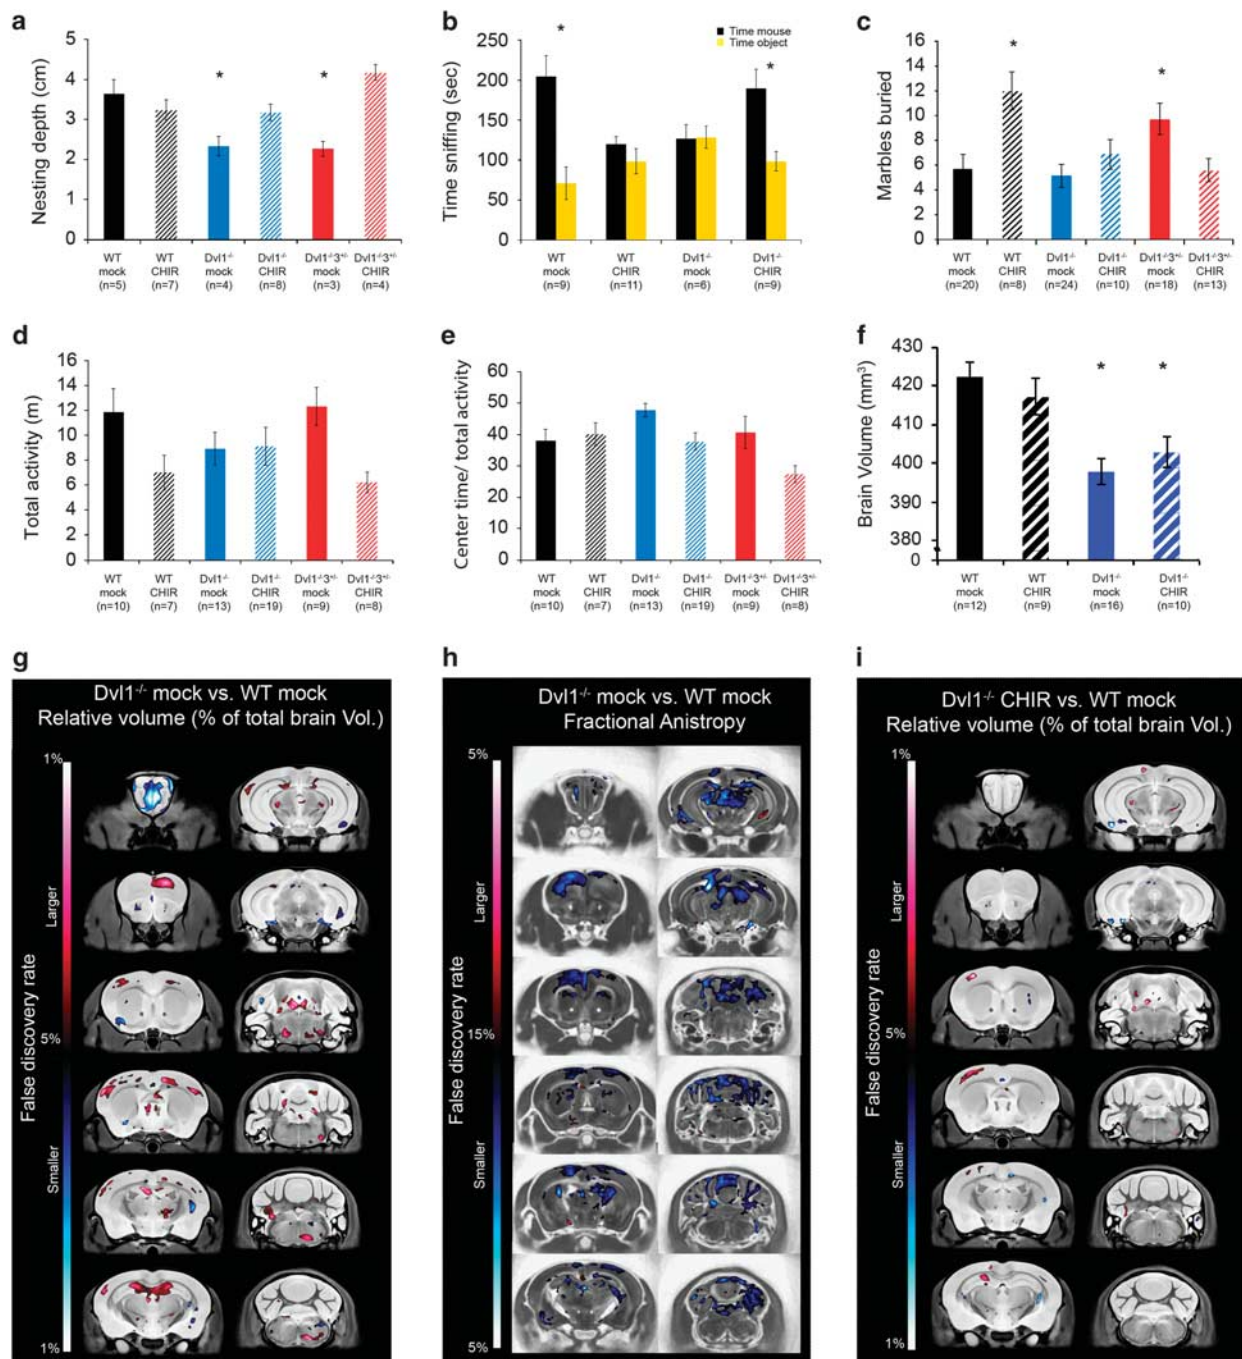 a
Nesting depth (cm)
5
4
3
2
1
0
WT mock (n=5)
WT CHIR (n=7)
Dvl1⁻/⁻ mock (n=4)
Dvl1⁻/⁻ CHIR (n=8)
Dvl1⁻/⁻3⁺/⁻ mock (n=3)
Dvl1⁻/⁻3⁺/⁻ CHIR (n=4)
*
*
b
Time sniffing (sec)
250
200
150
100
50
0
Time mouse
Time object
*
*
WT mock (n=9)
WT CHIR (n=11)
Dvl1⁻/⁻ mock (n=6)
Dvl1⁻/⁻ CHIR (n=9)
c
Marbles buried
16
14
12
10
8
6
4
2
0
*
*
WT mock (n=20)
WT CHIR (n=8)
Dvl1⁻/⁻ mock (n=24)
Dvl1⁻/⁻ CHIR (n=10)
Dvl1⁻/⁻3⁺/⁻ mock (n=18)
Dvl1⁻/⁻3⁺/⁻ CHIR (n=13)
d
Total activity (m)
16
14
12
10
8
6
4
2
0
WT mock (n=10)
WT CHIR (n=7)
Dvl1⁻/⁻ mock (n=13)
Dvl1⁻/⁻ CHIR (n=19)
Dvl1⁻/⁻3⁺/⁻ mock (n=9)
Dvl1⁻/⁻3⁺/⁻ CHIR (n=8)
e
Center time/ total activity
60
50
40
30
20
10
0
WT mock (n=10)
WT CHIR (n=7)
Dvl1⁻/⁻ mock (n=13)
Dvl1⁻/⁻ CHIR (n=19)
Dvl1⁻/⁻3⁺/⁻ mock (n=9)
Dvl1⁻/⁻3⁺/⁻ CHIR (n=8)
f
Brain Volume (mm³)
430
420
410
400
390
380
0
*
*
WT mock (n=12)
WT CHIR (n=9)
Dvl1⁻/⁻ mock (n=16)
Dvl1⁻/⁻ CHIR (n=10)
g
Dvl1⁻/⁻ mock vs. WT mock
Relative volume (% of total brain Vol.)
1%
Larger
False discovery rate
5%
Smaller
1%
h
Dvl1⁻/⁻ mock vs. WT mock
Fractional Anistropy
5%
Larger
False discovery rate
15%
Smaller
5%
i
Dvl1⁻/⁻ CHIR vs. WT mock
Relative volume (% of total brain Vol.)
1%
Larger
False discovery rate
5%
Smaller
1%